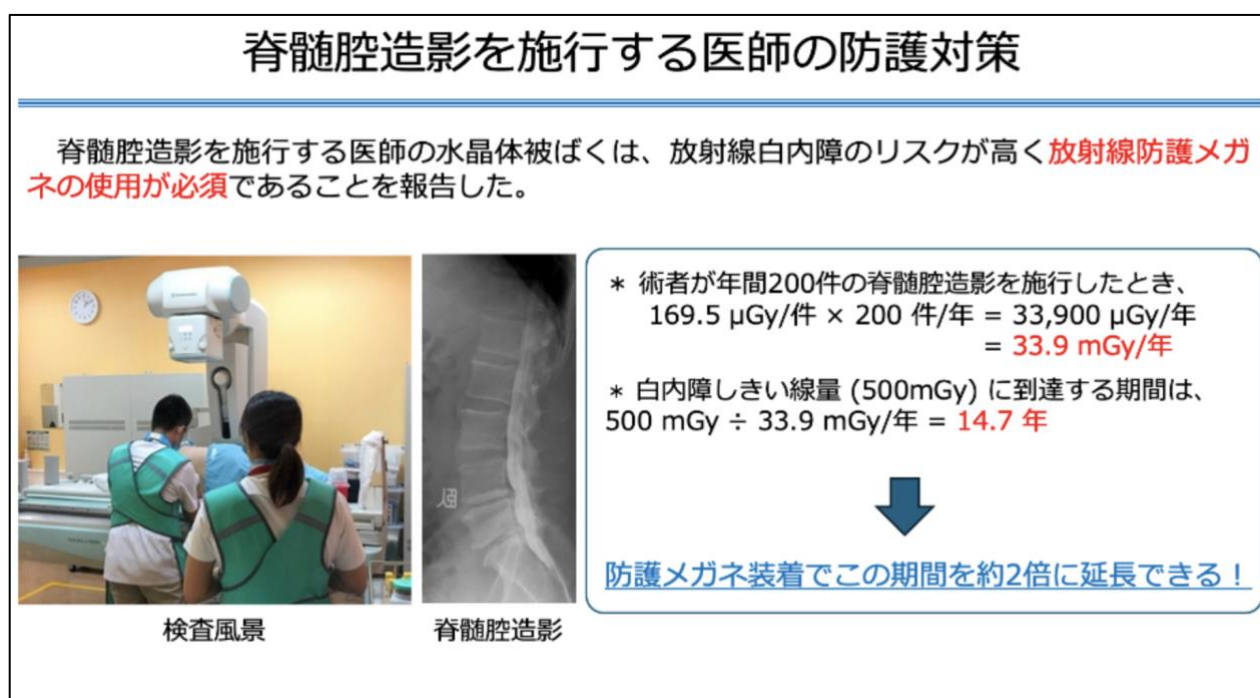 脊髄腔造影を施行する医師の防護対策
脊髄腔造影を施行する医師の水晶体被ばくは、放射線白内障のリスクが高く放射線防護メガ
ネの使用が必須であることを報告した。
＊ 術者が年間200件の脊髄腔造影を施行したとき、
169.5 μGy/件 × 200 件/年 = 33,900 μGy/年
= 33.9 mGy/年
＊ 白内障しきい線量 (500mGy) に到達する期間は、
500 mGy ÷ 33.9 mGy/年 = 14.7 年
防護メガネ装着でこの期間を約2倍に延長できる！
検査風景
脊髄腔造影